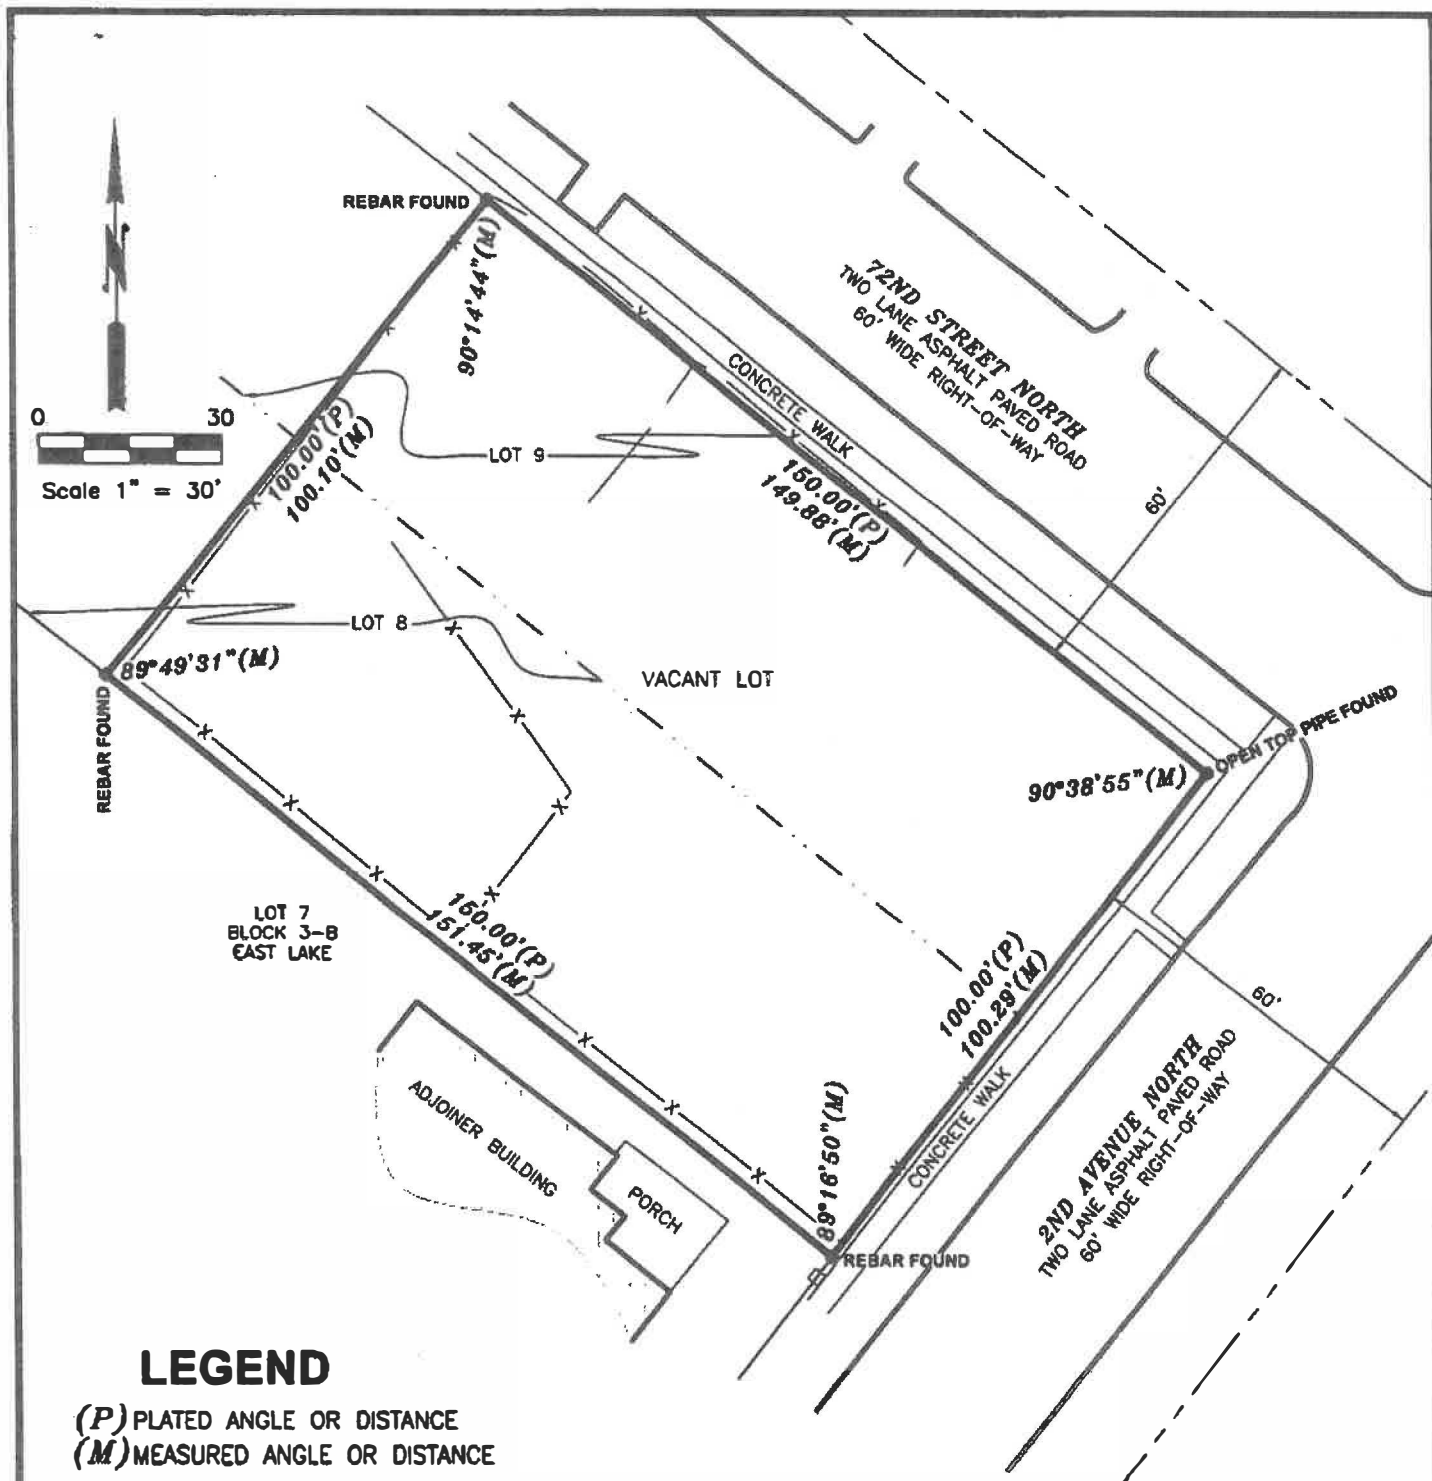 REBAR FOUND
90°14'44"(M)
72ND STREET NORTH
TWO LANE ASPHALT PAVED ROAD
60' WIDE RIGHT-OF-WAY
N
0 30
Scale 1" = 30'
100.00'(P)
100.10'(M)
LOT 9
CONCRETE WALK
150.00'(P)
149.88'(M)
60'
LOT 8
89°49'31"(M)
REBAR FOUND
VACANT LOT
OPEN TOP PIPE FOUND
90°38'55"(M)
LOT 7
BLOCK 3-B
EAST LAKE
150.00'(P)
151.45'(M)
100.00'(P)
100.29'(M)
60'
ADJOINER BUILDING
PORCH
89°16'50"(M)
CONCRETE WALK
2ND AVENUE NORTH
TWO LANE ASPHALT PAVED ROAD
60' WIDE RIGHT-OF-WAY
REBAR FOUND
LEGEND
(P) PLATED ANGLE OR DISTANCE
(M) MEASURED ANGLE OR DISTANCE